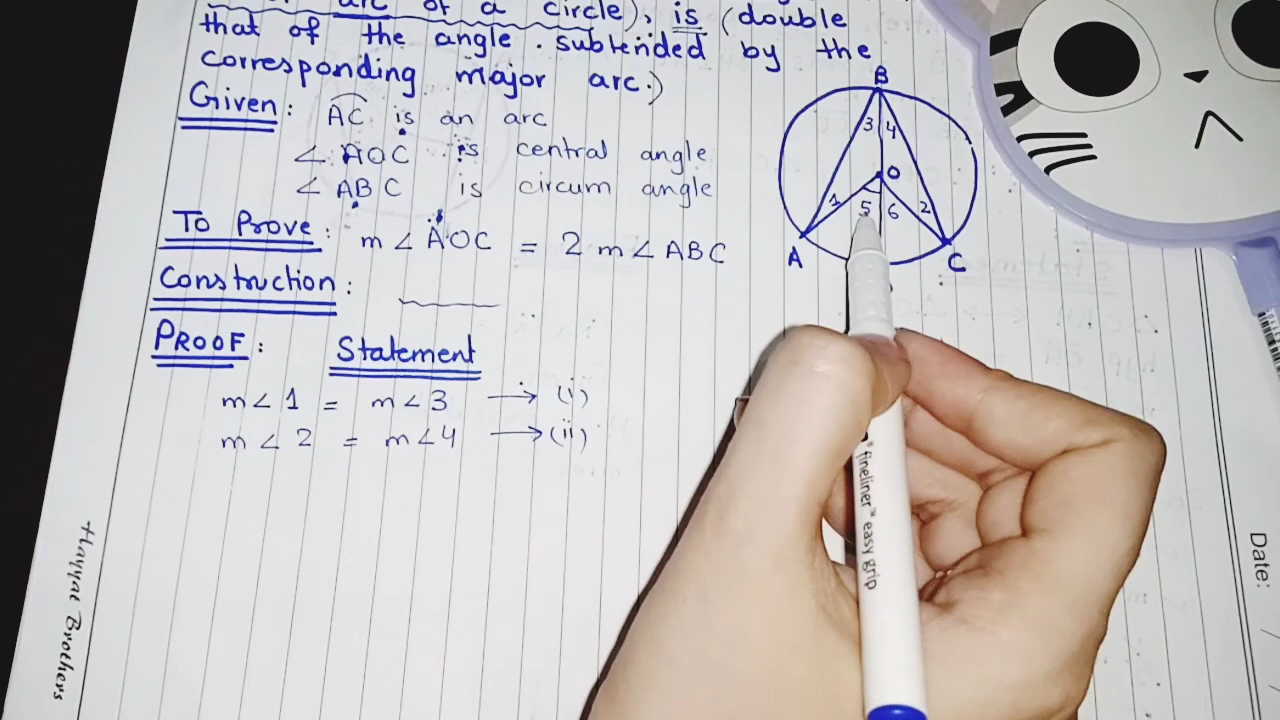 arc of a circle), is (double
that of the angle subtended by the
corresponding major arc.)
Given: AC is an arc
∠ AOC is central angle
∠ ABC is circum angle
To Prove: m∠AOC = 2 m∠ABC
Construction:
PROOF: Statement
m∠1 = m∠3 → (i)
m∠2 = m∠4 → (ii)
B
3 4
O
1 5 6 2
A C
fineliner™ easy grip
Hayyat Brothers
Date: